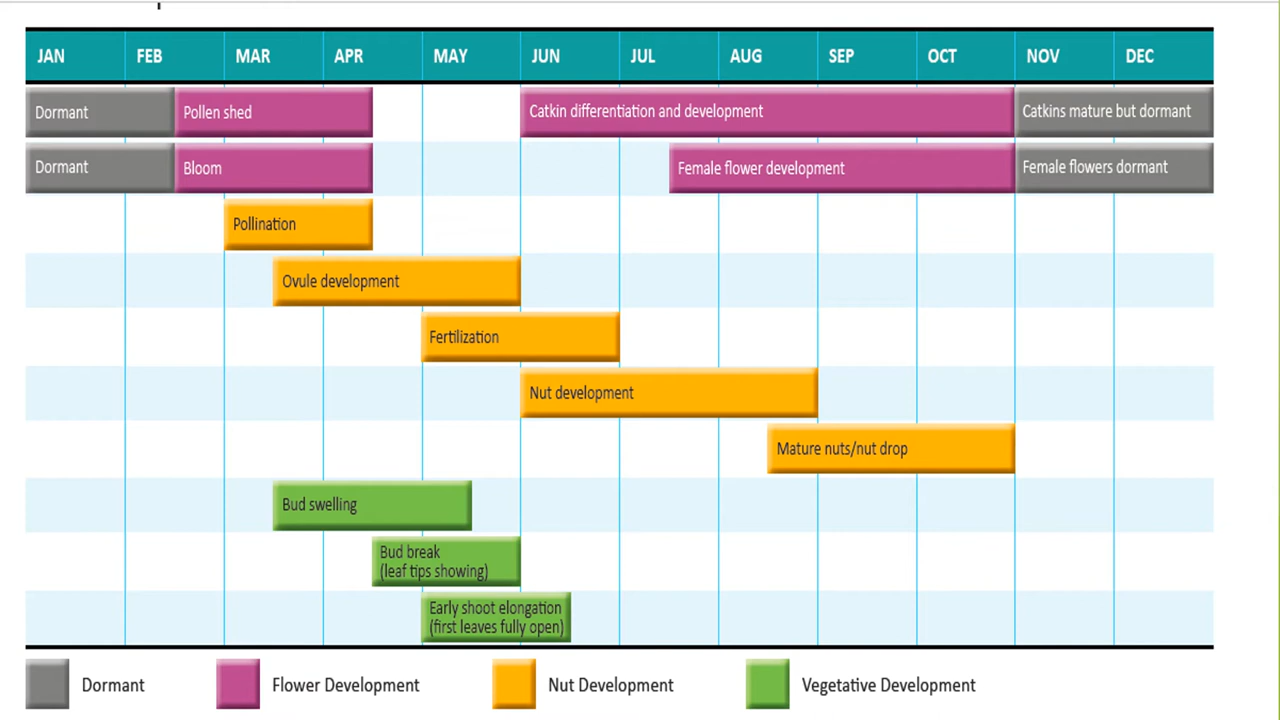 JAN FEB MAR APR MAY JUN JUL AUG SEP OCT NOV DEC
Dormant Pollen shed Catkin differentiation and development Catkins mature but dormant
Dormant Bloom Female flower development Female flowers dormant
Pollination
Ovule development
Fertilization
Nut development
Mature nuts/nut drop
Bud swelling
Bud break
(leaf tips showing)
Early shoot elongation
(first leaves fully open)
Dormant Flower Development Nut Development Vegetative Development